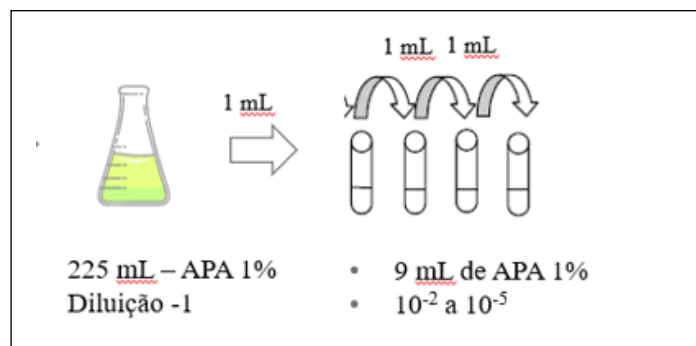 1 mL 1 mL
1 mL
225 mL – APA 1%
Diluição -1
• 9 mL de APA 1%
• 10⁻² a 10⁻⁵